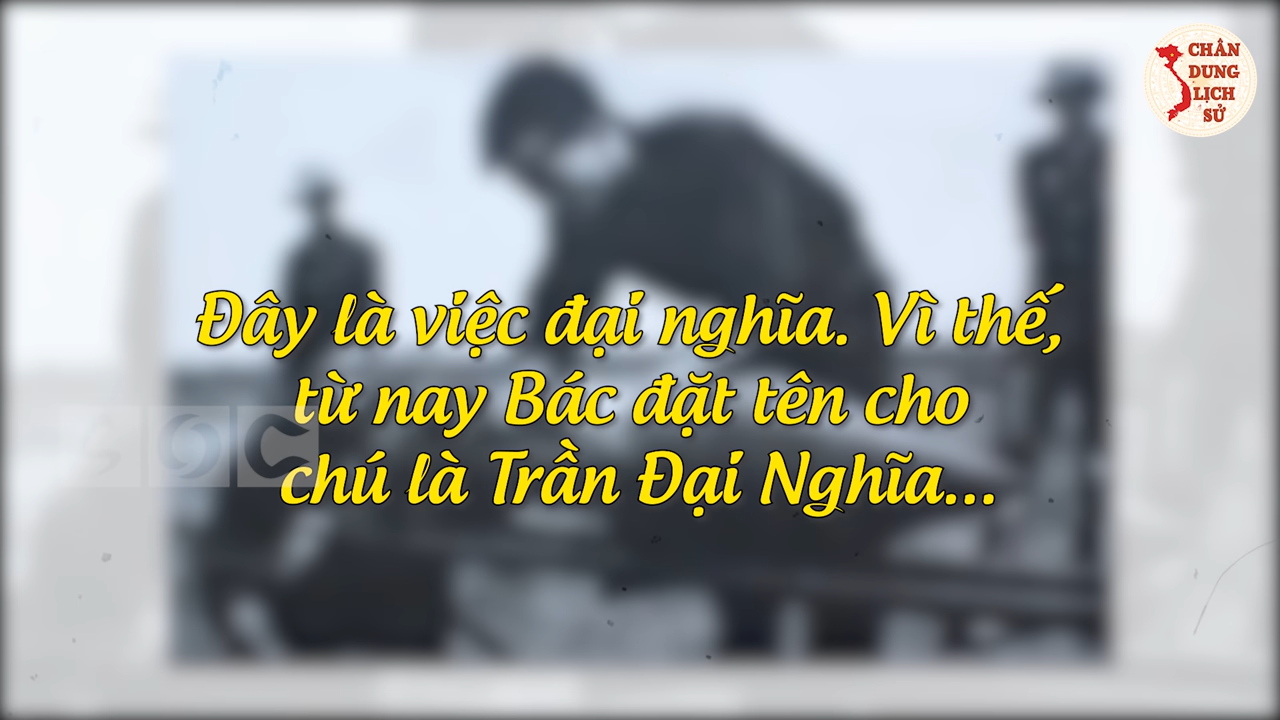 CHÂN
DUNG
LỊCH
SỬ
Đây là việc đại nghĩa. Vì thế,
từ nay Bác đặt tên cho
chú là Trần Đại Nghĩa...